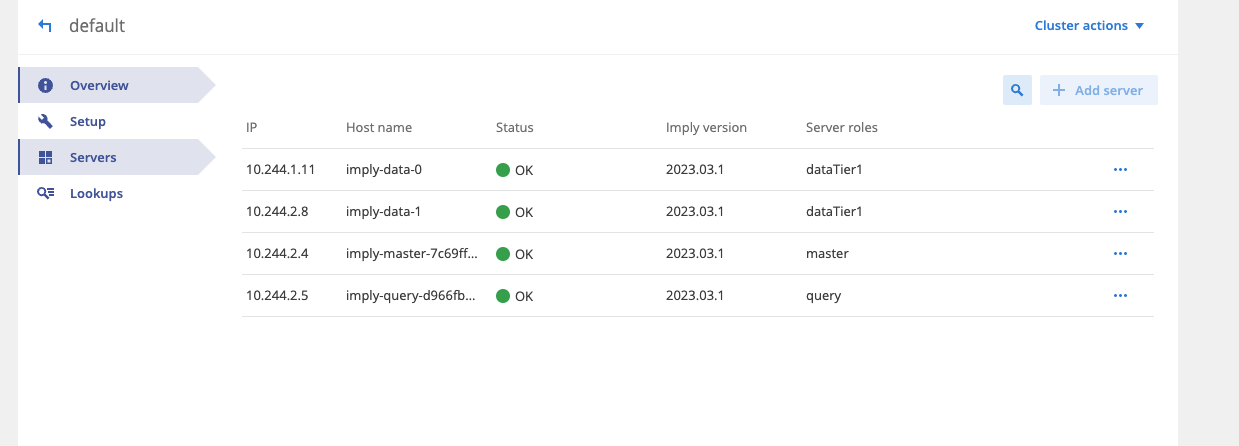 default
Cluster actions
Overview
Setup
Servers
Lookups
Add server
IP Host name Status Imply version Server roles
10.244.1.11 imply-data-0 OK 2023.03.1 dataTier1
10.244.2.8 imply-data-1 OK 2023.03.1 dataTier1
10.244.2.4 imply-master-7c69ff... OK 2023.03.1 master
10.244.2.5 imply-query-d966fb... OK 2023.03.1 query